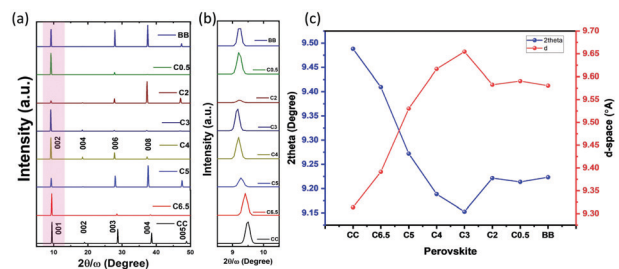 (a)
BB
C0.5
C2
C3
002 004 006 008
C4
C5
C6.5
001 002 003 004 005
CC
Intensity (a.u.)
0 10 20 30 40 50
2θ/ω (Degree)
(b)
BB
C0.5
C2
C3
C4
C5
C6.5
CC
Intensity (a.u.)
9 10
2θ/ω (Degree)
(c)
2theta
d
9.50
9.45
9.40
9.35
9.30
9.25
9.20
9.15
2theta (Degree)
9.70
9.65
9.60
9.55
9.50
9.45
9.40
9.35
9.30
d-space (°A)
CC C6.5 C5 C4 C3 C2 C0.5 BB
Perovskite